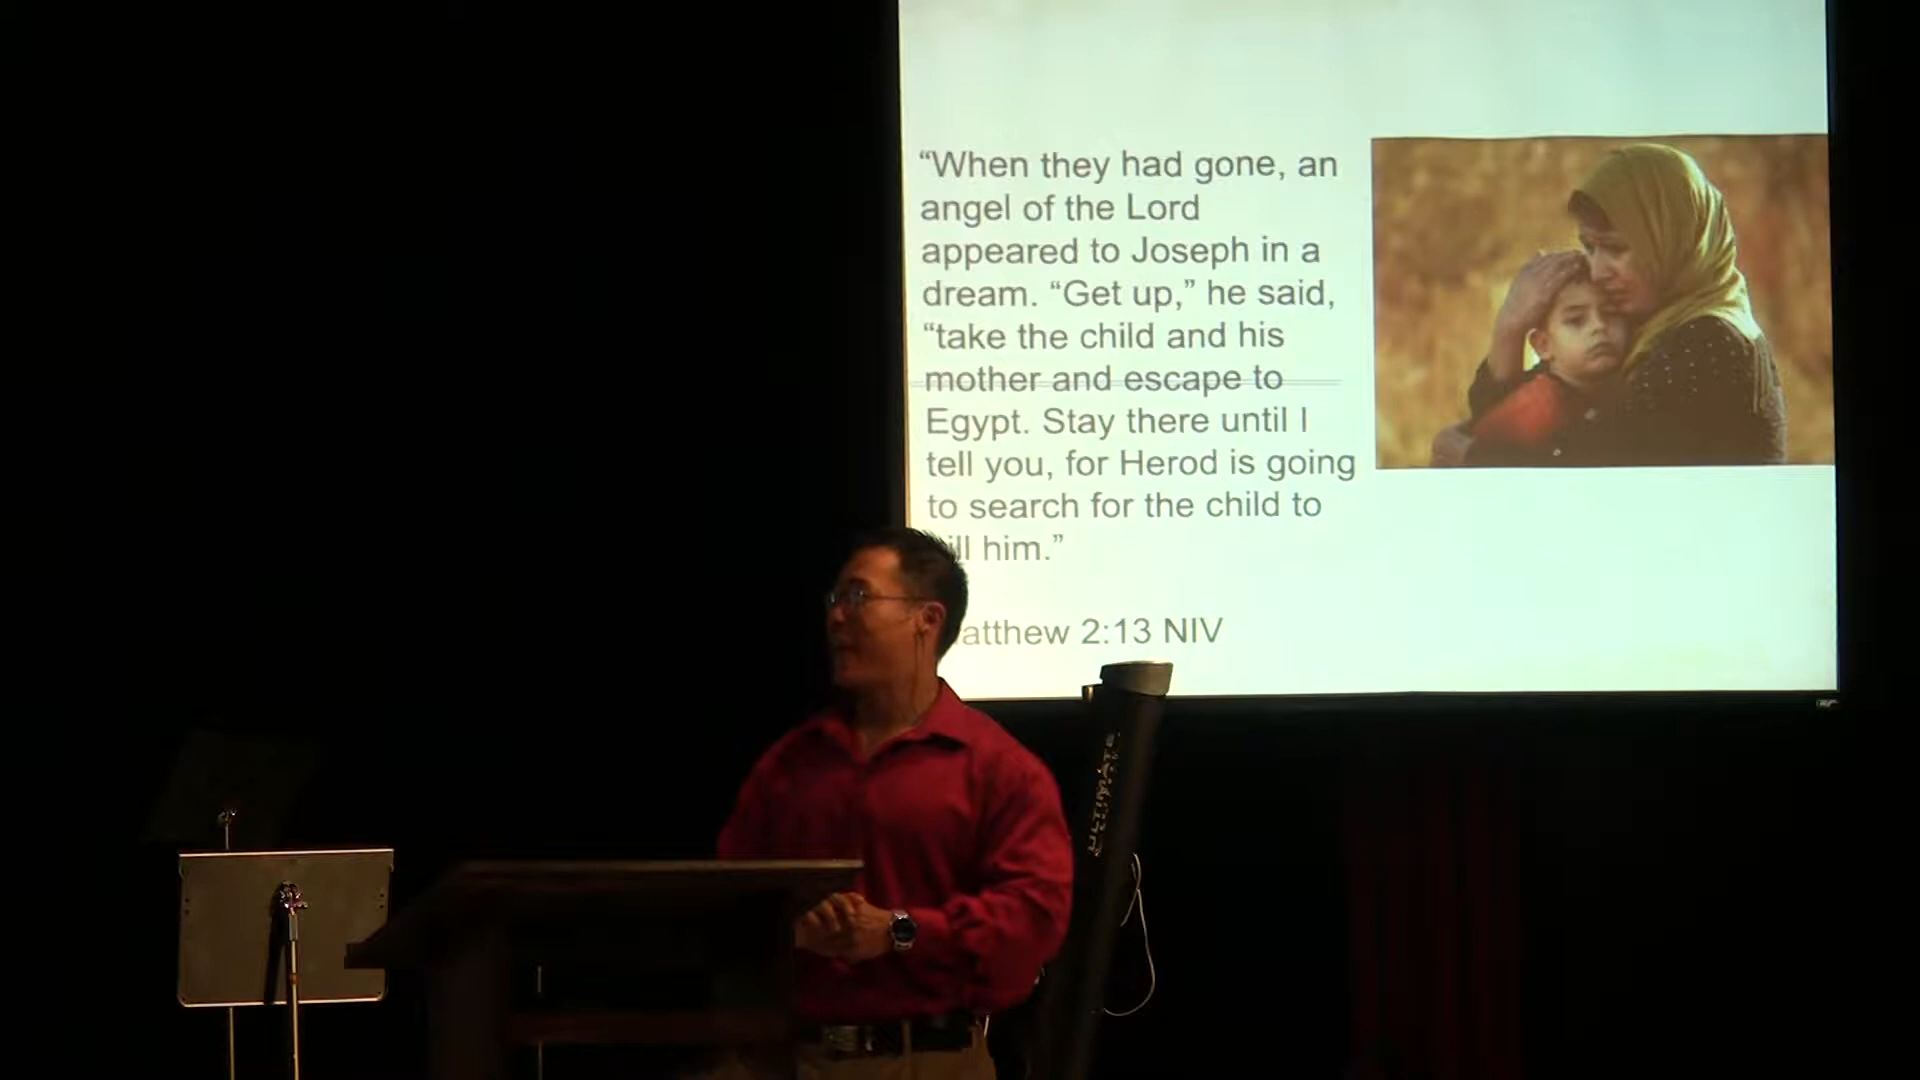 “When they had gone, an
angel of the Lord
appeared to Joseph in a
dream. “Get up,” he said,
“take the child and his
mother and escape to
Egypt. Stay there until I
tell you, for Herod is going
to search for the child to
him.”
2:13 NIV